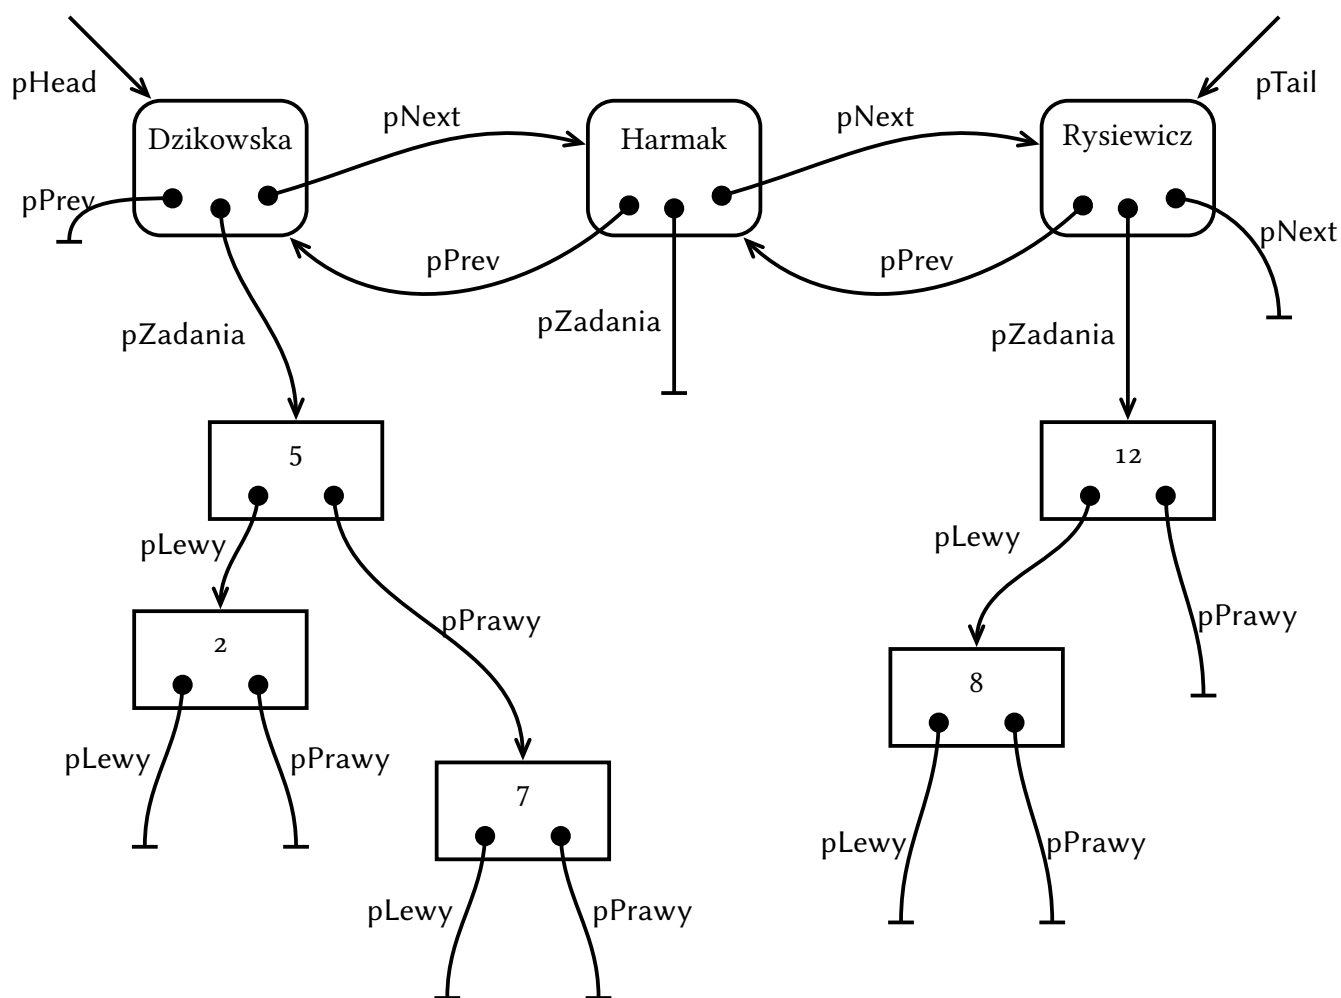 pHead
pTail
pNext
pNext
Dzikowska
Harmak
Rysiewicz
pPrev
pNext
pPrev
pPrev
pZadania
pZadania
pZadania
5
12
pLewy
pLewy
pPrawy
pPrawy
2
8
pLewy
pPrawy
7
pLewy
pPrawy
pLewy
pPrawy